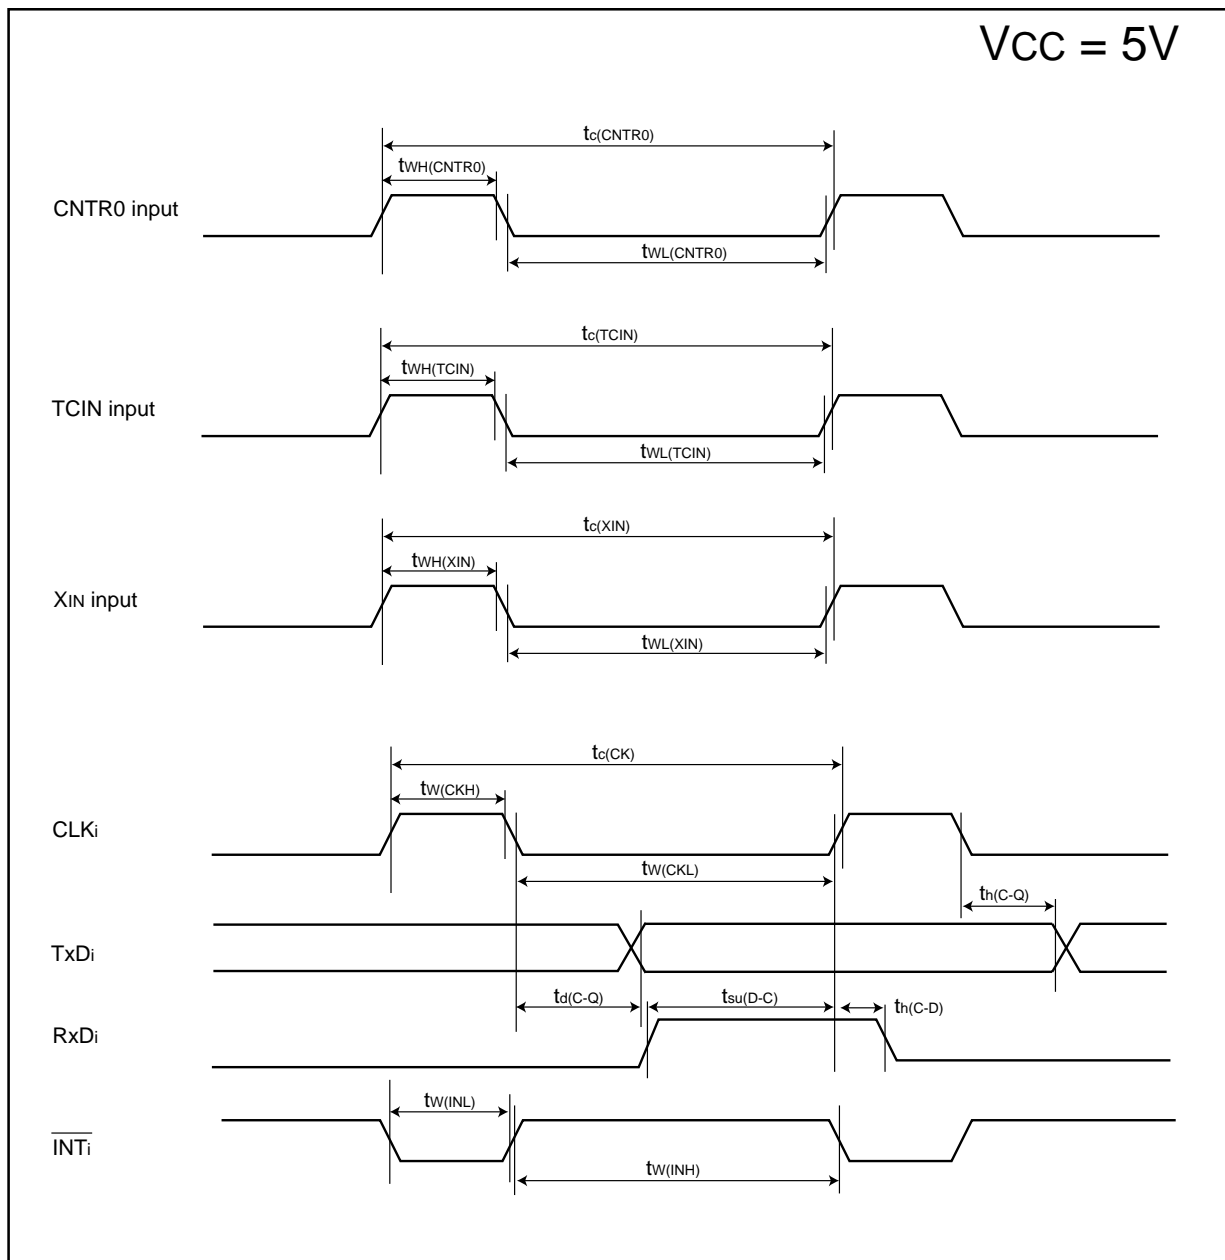 VCC = 5V
tc(CNTR0)
tWH(CNTR0)
CNTR0 input
tWL(CNTR0)
tc(TCIN)
tWH(TCIN)
TCIN input
tWL(TCIN)
tc(XIN)
tWH(XIN)
XIN input
tWL(XIN)
tc(CK)
tW(CKH)
CLKi
tW(CKL)
th(C-Q)
TxDi
td(C-Q)
tsu(D-C)
th(C-D)
RxDi
tW(INL)
INTi
tW(INH)